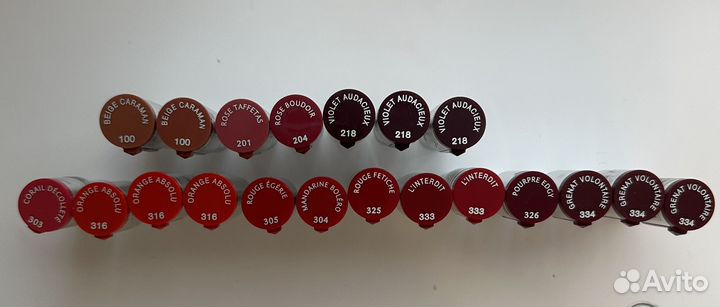 BEIGE CARAMAN
100
BEIGE CARAMAN
100
ROSE TAFFETAS
201
ROSE BOUDOIR
204
VIOLET AUDACIEUX
218
VIOLET AUDACIEUX
218
VIOLET AUDACIEUX
218
CORAIL DECOLLETÉ
303
ORANGE ABSOLU
316
ORANGE ABSOLU
316
ORANGE ABSOLU
316
ROUGE ÉGÉRIE
305
MANDARINE BOLÉRO
304
ROUGE FETICHE
325
L'INTERDIT
333
L'INTERDIT
333
POURPRE EDGY
326
GRENAT VOLONTAIRE
334
GRENAT VOLONTAIRE
334
GRENAT VOLONTAIRE
334
Avito